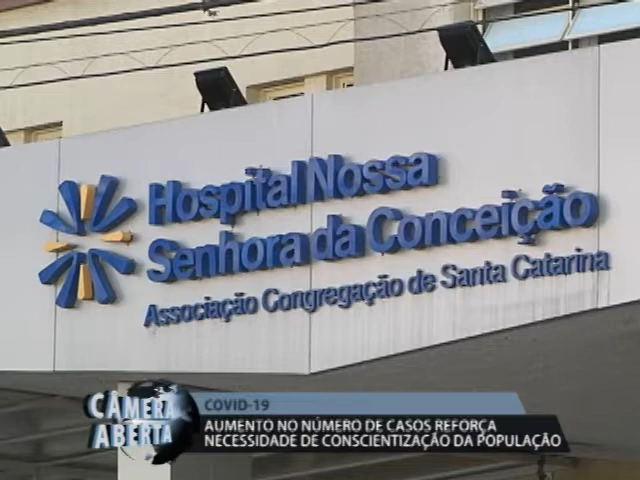 Hospital Nossa
Senhora da Conceição
Associação Congregação de Santa Catarina
CÂMERA
ABERTA
COVID-19
AUMENTO NO NÚMERO DE CASOS REFORÇA
NECESSIDADE DE CONSCIENTIZAÇÃO DA POPULAÇÃO